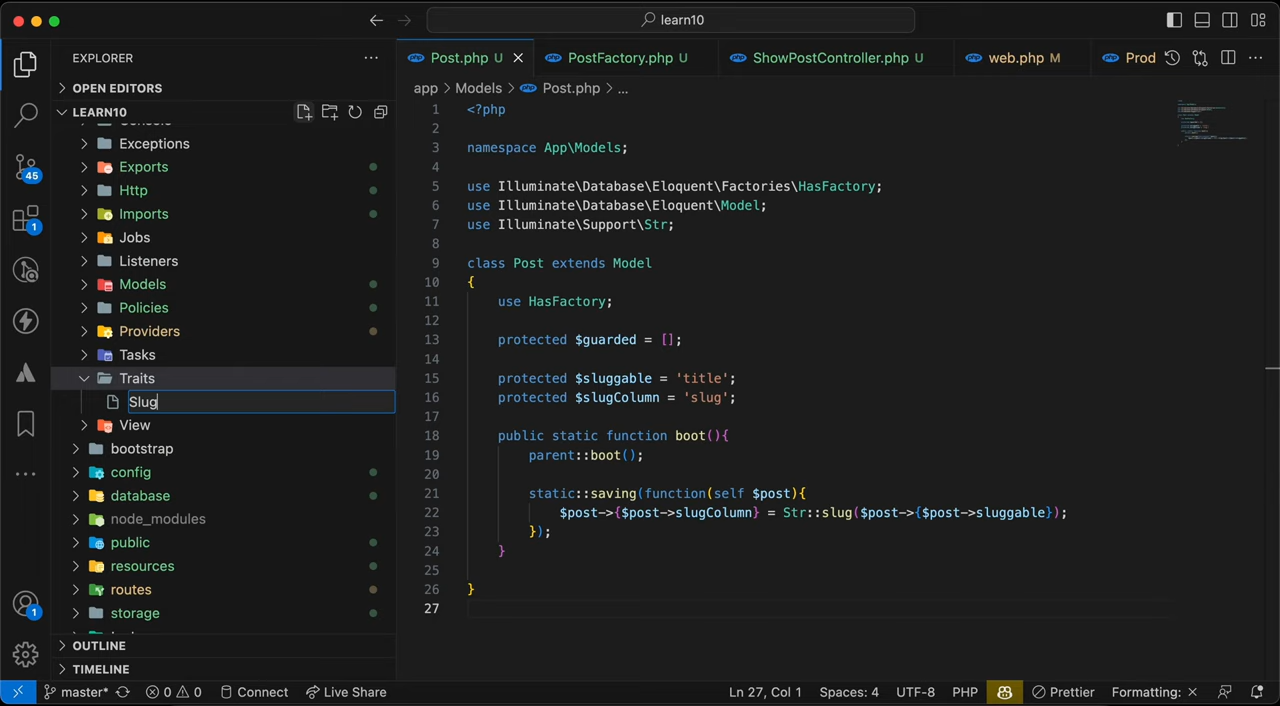 learn10
EXPLORER
Post.php U
PostFactory.php U
ShowPostController.php U
web.php M
Prod
OPEN EDITORS
app > Models > Post.php > ...
LEARN10
Exceptions
Exports
Http
Imports
Jobs
Listeners
Models
Policies
Providers
Tasks
Traits
Slug
View
bootstrap
config
database
node_modules
public
resources
routes
storage
OUTLINE
TIMELINE
45
1
1
1 <?php
2
3 namespace App\Models;
4
5 use Illuminate\Database\Eloquent\Factories\HasFactory;
6 use Illuminate\Database\Eloquent\Model;
7 use Illuminate\Support\Str;
8
9 class Post extends Model
10 {
11 use HasFactory;
12
13 protected $guarded = [];
14
15 protected $sluggable = 'title';
16 protected $slugColumn = 'slug';
17
18 public static function boot(){
19 parent::boot();
20
21 static::saving(function(self $post){
22 $post->{$post->slugColumn} = Str::slug($post->{$post->sluggable});
23 });
24 }
25
26 }
27
master* 0 0 Connect Live Share Ln 27, Col 1 Spaces: 4 UTF-8 PHP Prettier Formatting: ×